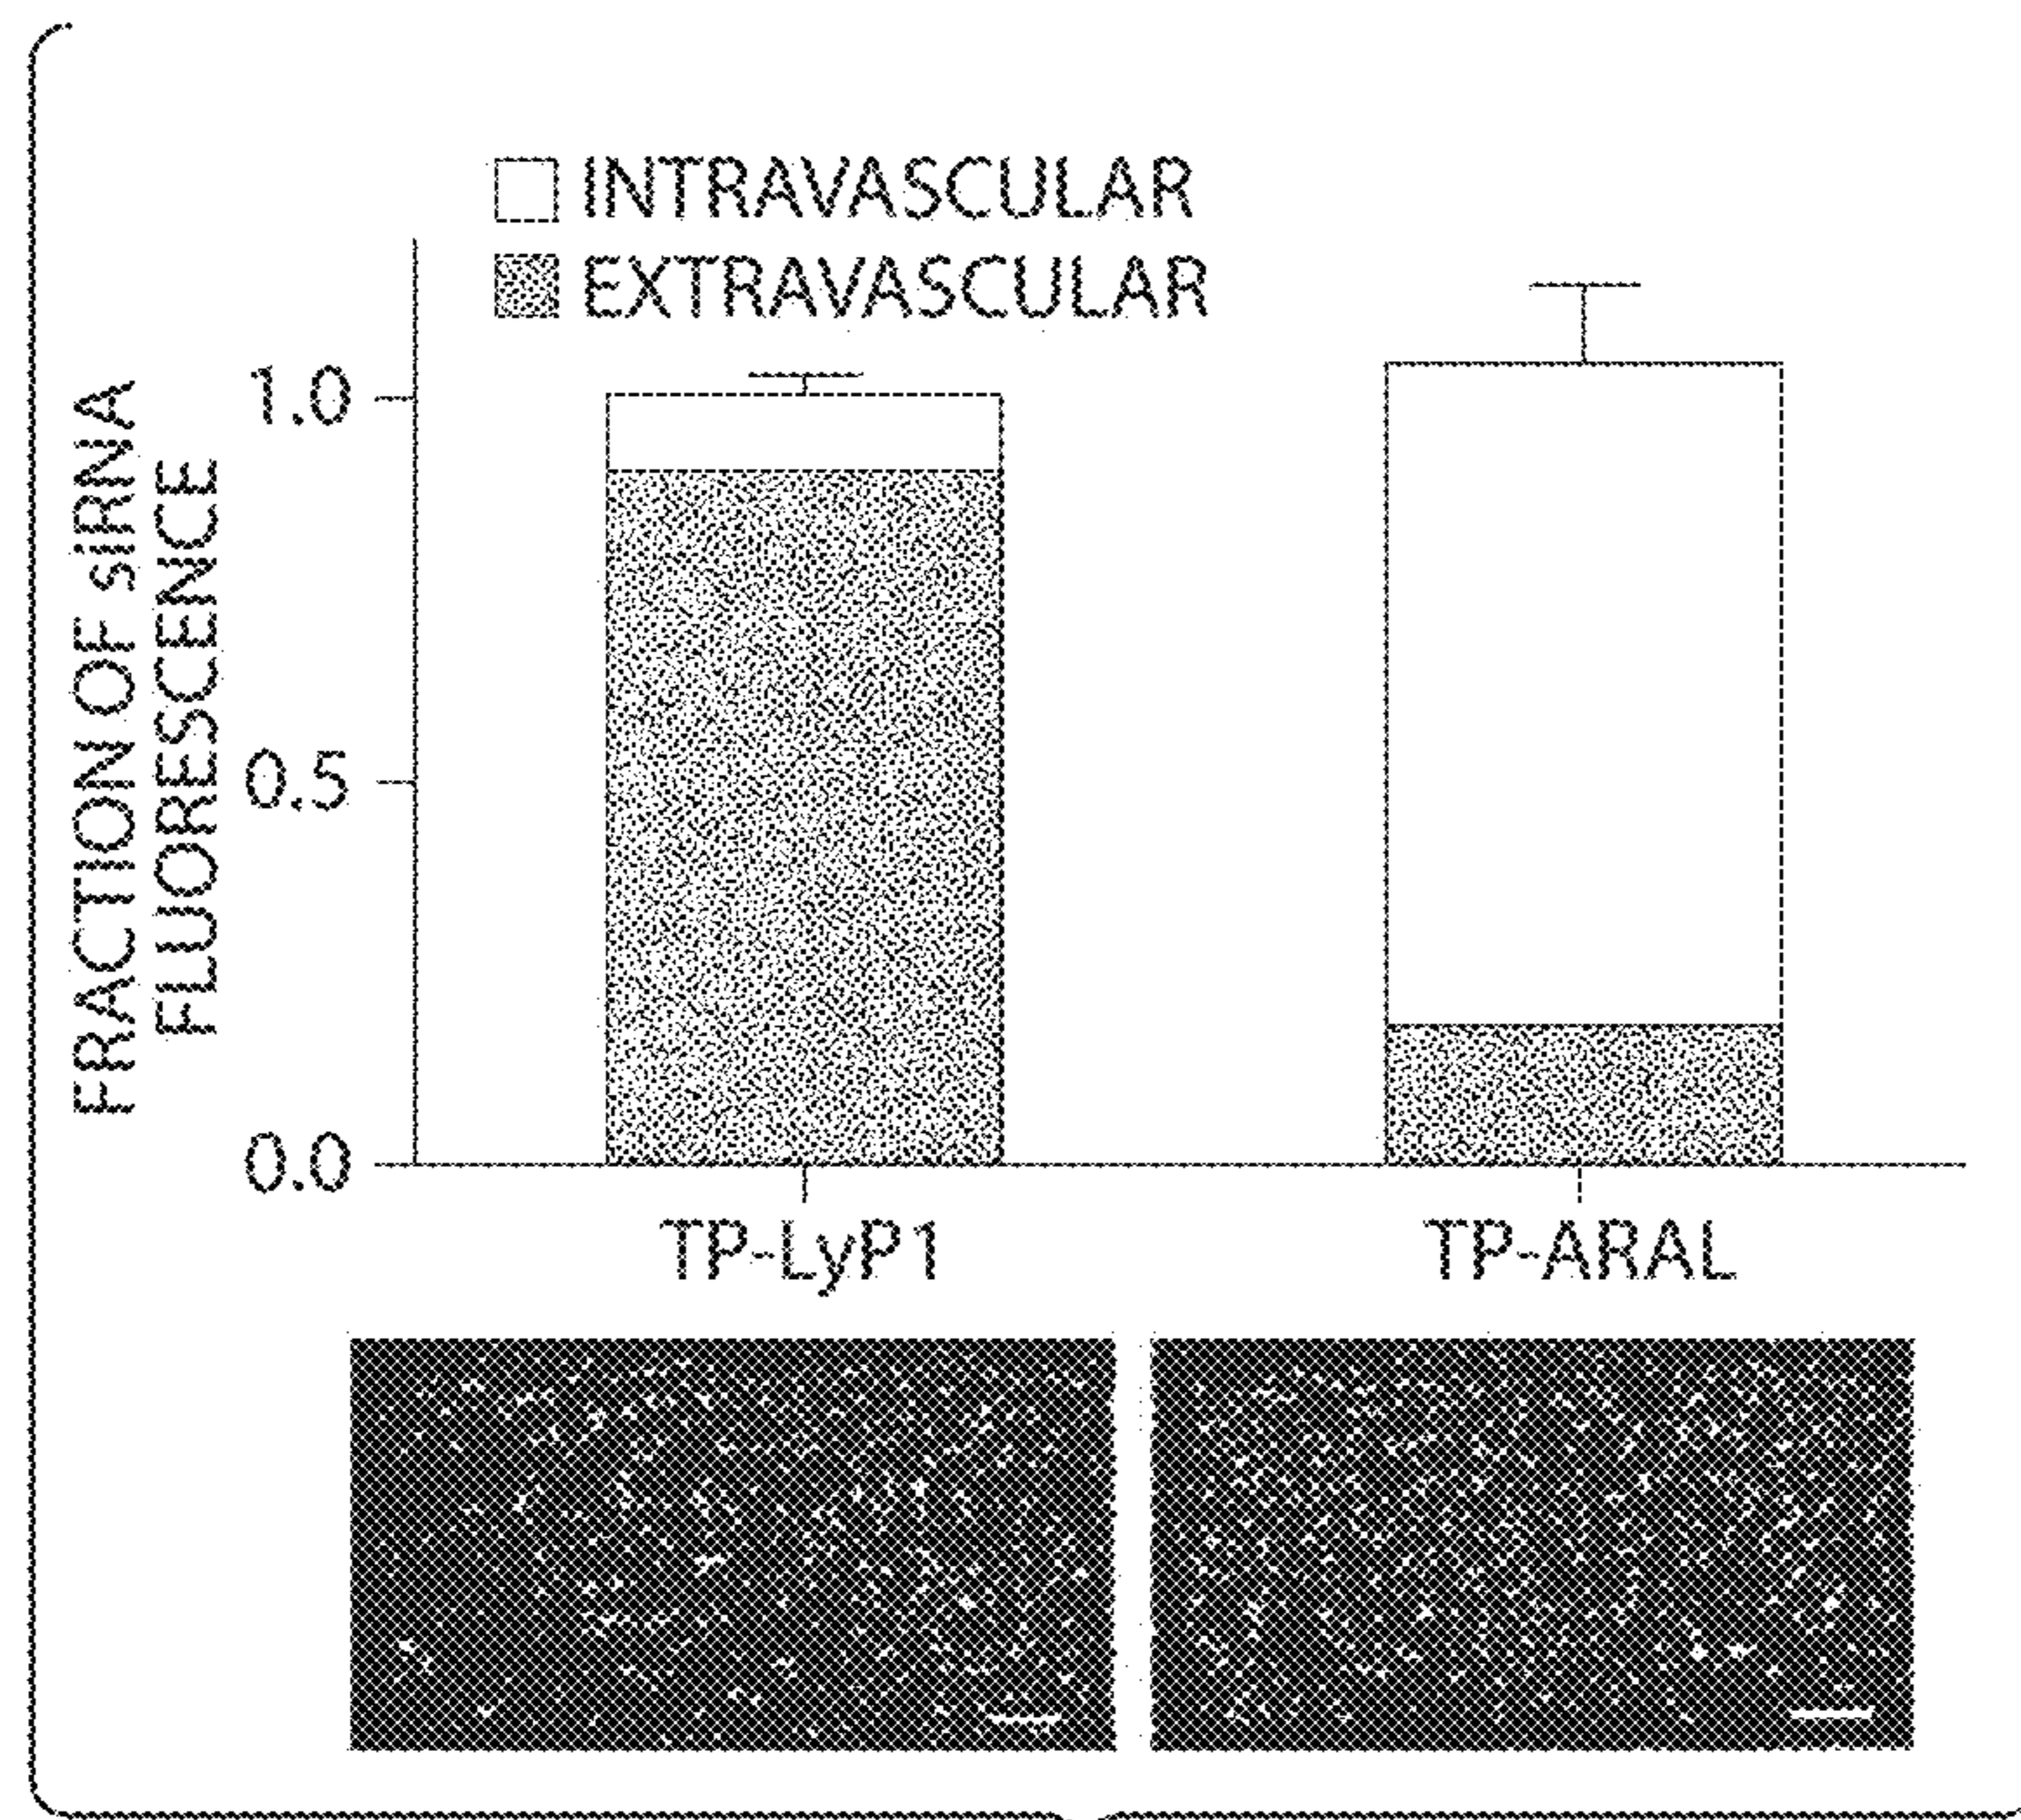 INTRAVASCULAR
EXTRAVASCULAR
FRACTION OF siRNA
FLUORESCENCE
1.0
0.5
0.0
TP-LyP1
TP-ARAL